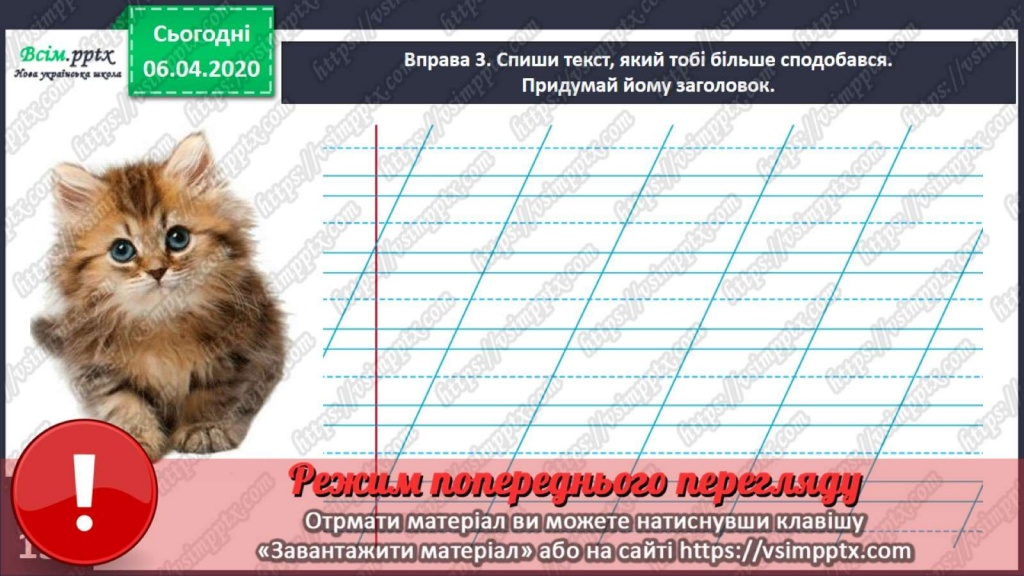 Сьогодні
06.04.2020
Всім.pptx
Нова українська школа
Вправа 3. Спиши текст, який тобі більше сподобався.
Придумай йому заголовок.
Режим попереднього перегляду
Отрмати матеріал ви можете натиснувши клавішу
«Завантажити матеріал» або на сайті https://vsimpptx.com